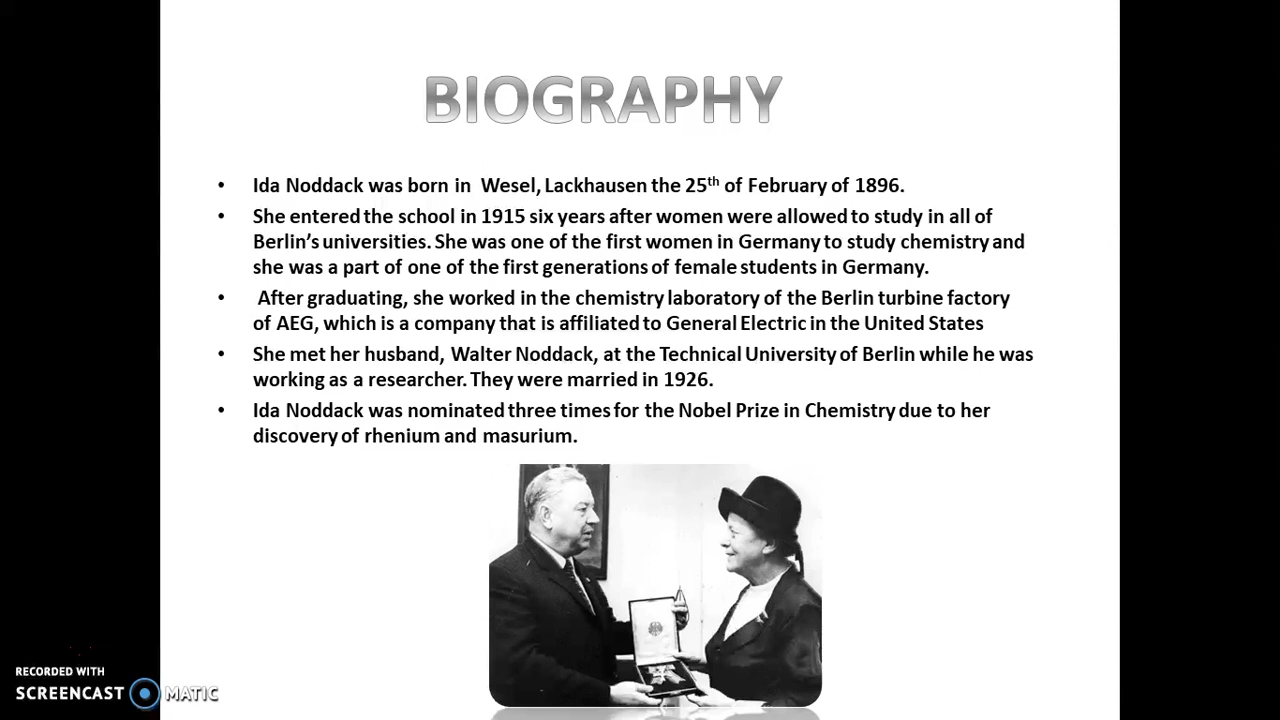 BIOGRAPHY
• Ida Noddack was born in Wesel, Lackhausen the 25th of February of 1896.
• She entered the school in 1915 six years after women were allowed to study in all of
Berlin's universities. She was one of the first women in Germany to study chemistry and
she was a part of one of the first generations of female students in Germany.
• After graduating, she worked in the chemistry laboratory of the Berlin turbine factory
of AEG, which is a company that is affiliated to General Electric in the United States
• She met her husband, Walter Noddack, at the Technical University of Berlin while he was
working as a researcher. They were married in 1926.
• Ida Noddack was nominated three times for the Nobel Prize in Chemistry due to her
discovery of rhenium and masurium.
RECORDED WITH
SCREENCAST MATIC